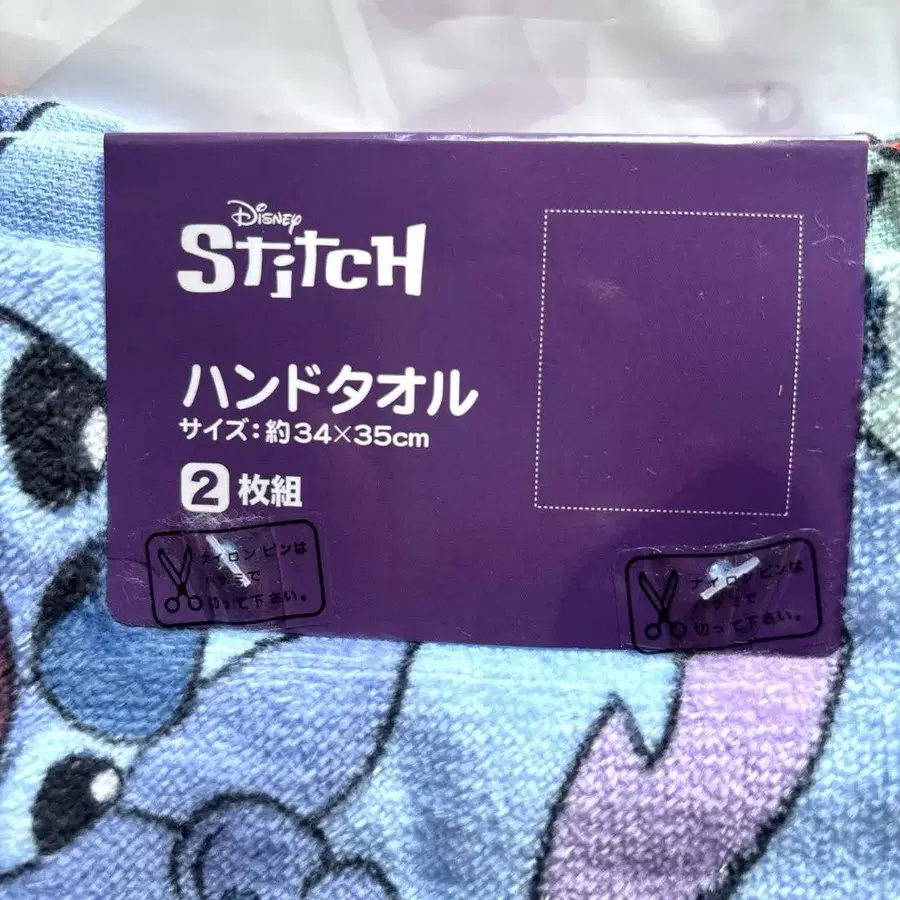 Disney
Stitch
ハンドタオル
サイズ：約34×35cm
2枚組
ナイロンピンは
ハサミで
切って下さい。
ナイロンピンは
ハサミで
切って下さい。